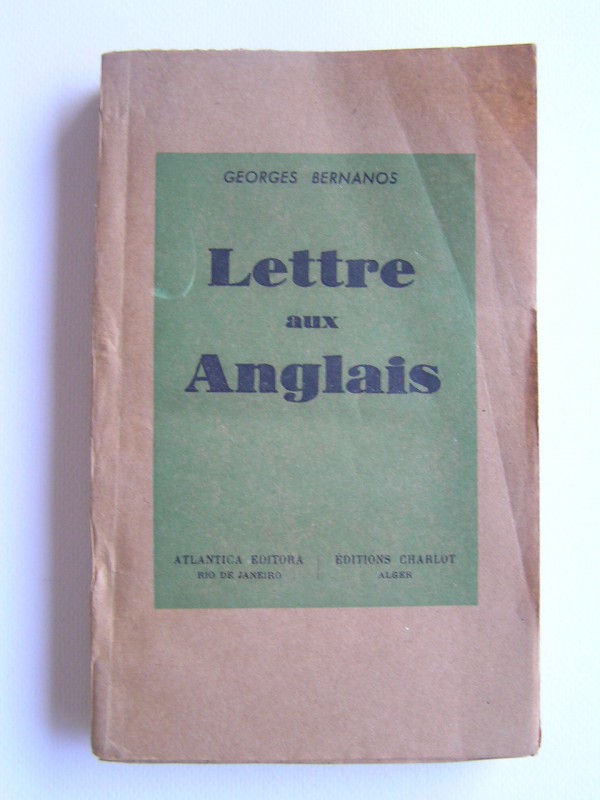 GEORGES BERNANOS
Lettre
aux
Anglais
ATLANTICA EDITORA | ÉDITIONS CHARLOT
RIO DE JANEIRO | ALGER